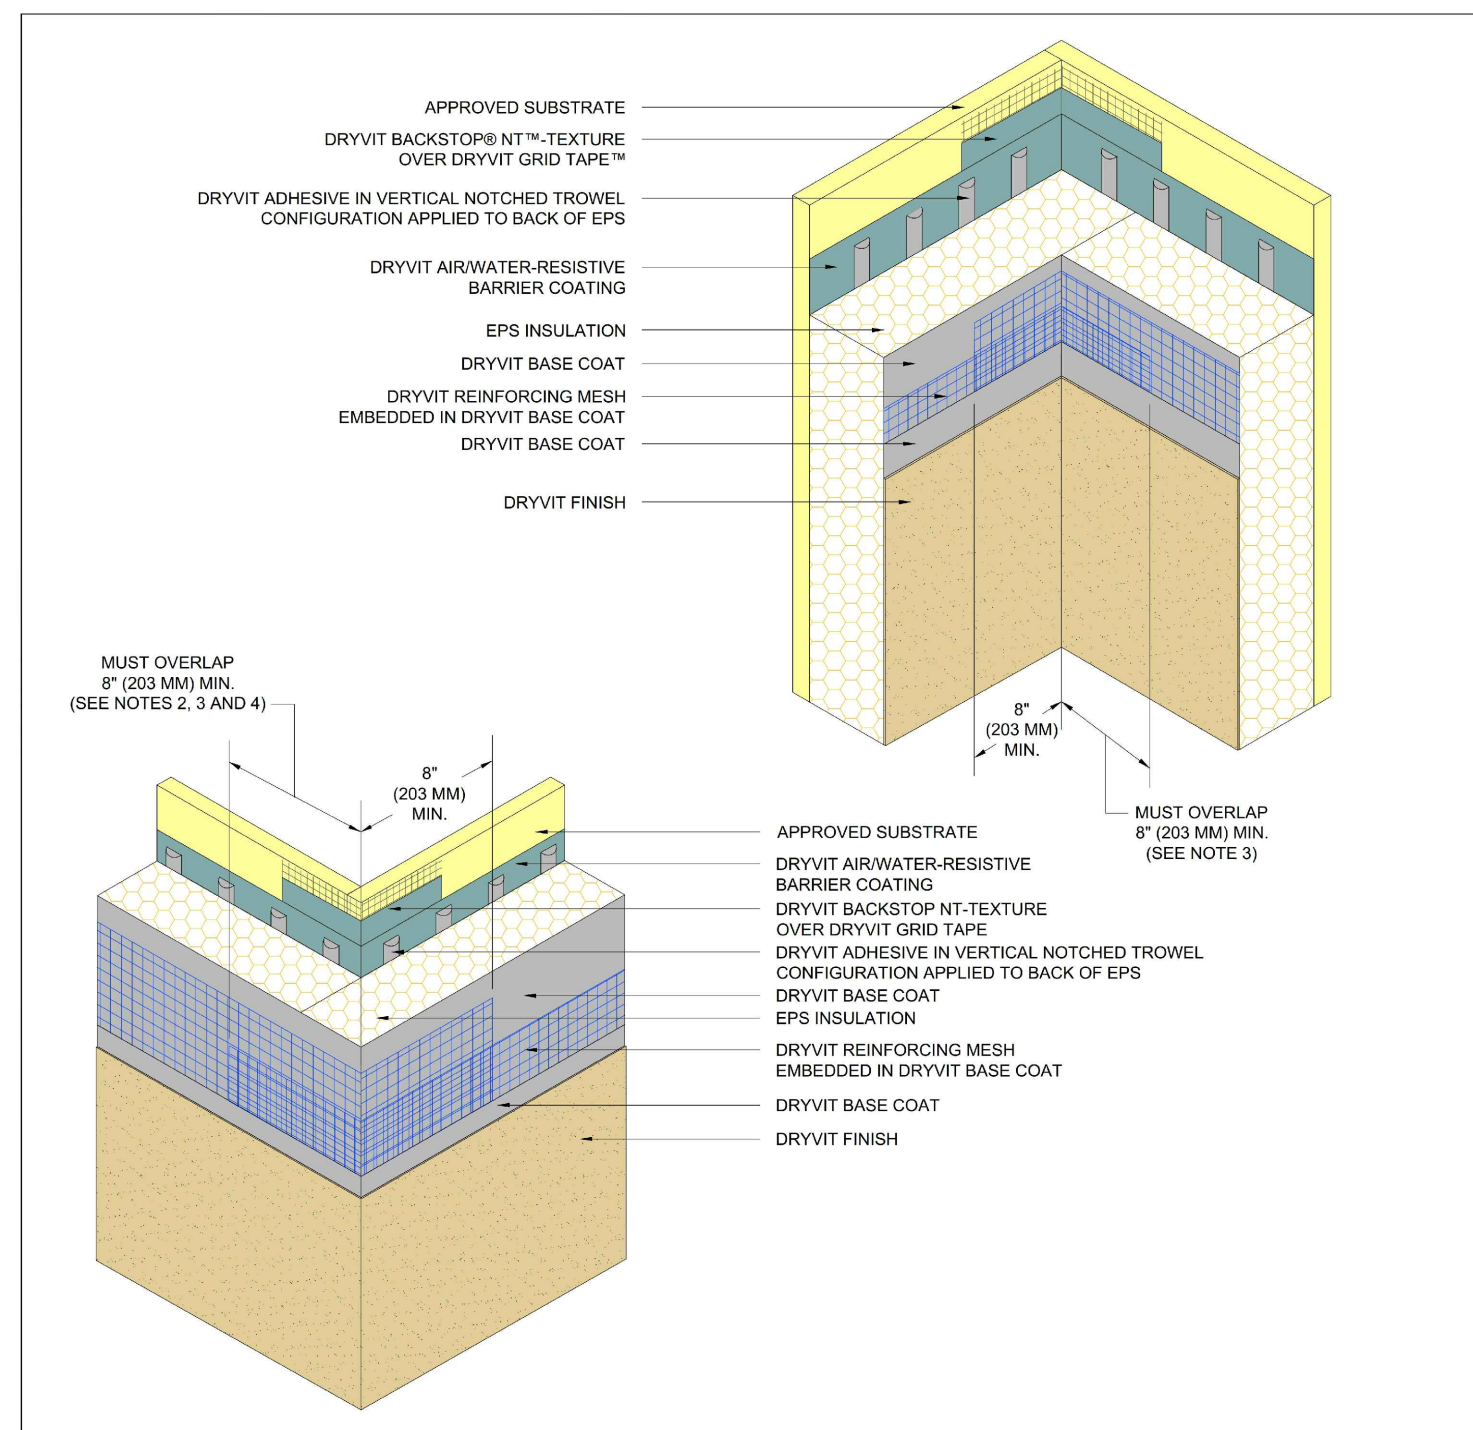 APPROVED SUBSTRATE
DRYVIT BACKSTOP® NT™-TEXTURE
OVER DRYVIT GRID TAPE™
DRYVIT ADHESIVE IN VERTICAL NOTCHED TROWEL
CONFIGURATION APPLIED TO BACK OF EPS
DRYVIT AIR/WATER-RESISTIVE
BARRIER COATING
EPS INSULATION
DRYVIT BASE COAT
DRYVIT REINFORCING MESH
EMBEDDED IN DRYVIT BASE COAT
DRYVIT BASE COAT
DRYVIT FINISH
8"
(203 MM)
MIN.
MUST OVERLAP
8" (203 MM) MIN.
(SEE NOTE 3)
MUST OVERLAP
8" (203 MM) MIN.
(SEE NOTES 2, 3 AND 4)
8"
(203 MM)
MIN.
APPROVED SUBSTRATE
DRYVIT AIR/WATER-RESISTIVE
BARRIER COATING
DRYVIT BACKSTOP NT-TEXTURE
OVER DRYVIT GRID TAPE
DRYVIT ADHESIVE IN VERTICAL NOTCHED TROWEL
CONFIGURATION APPLIED TO BACK OF EPS
DRYVIT BASE COAT
EPS INSULATION
DRYVIT REINFORCING MESH
EMBEDDED IN DRYVIT BASE COAT
DRYVIT BASE COAT
DRYVIT FINISH